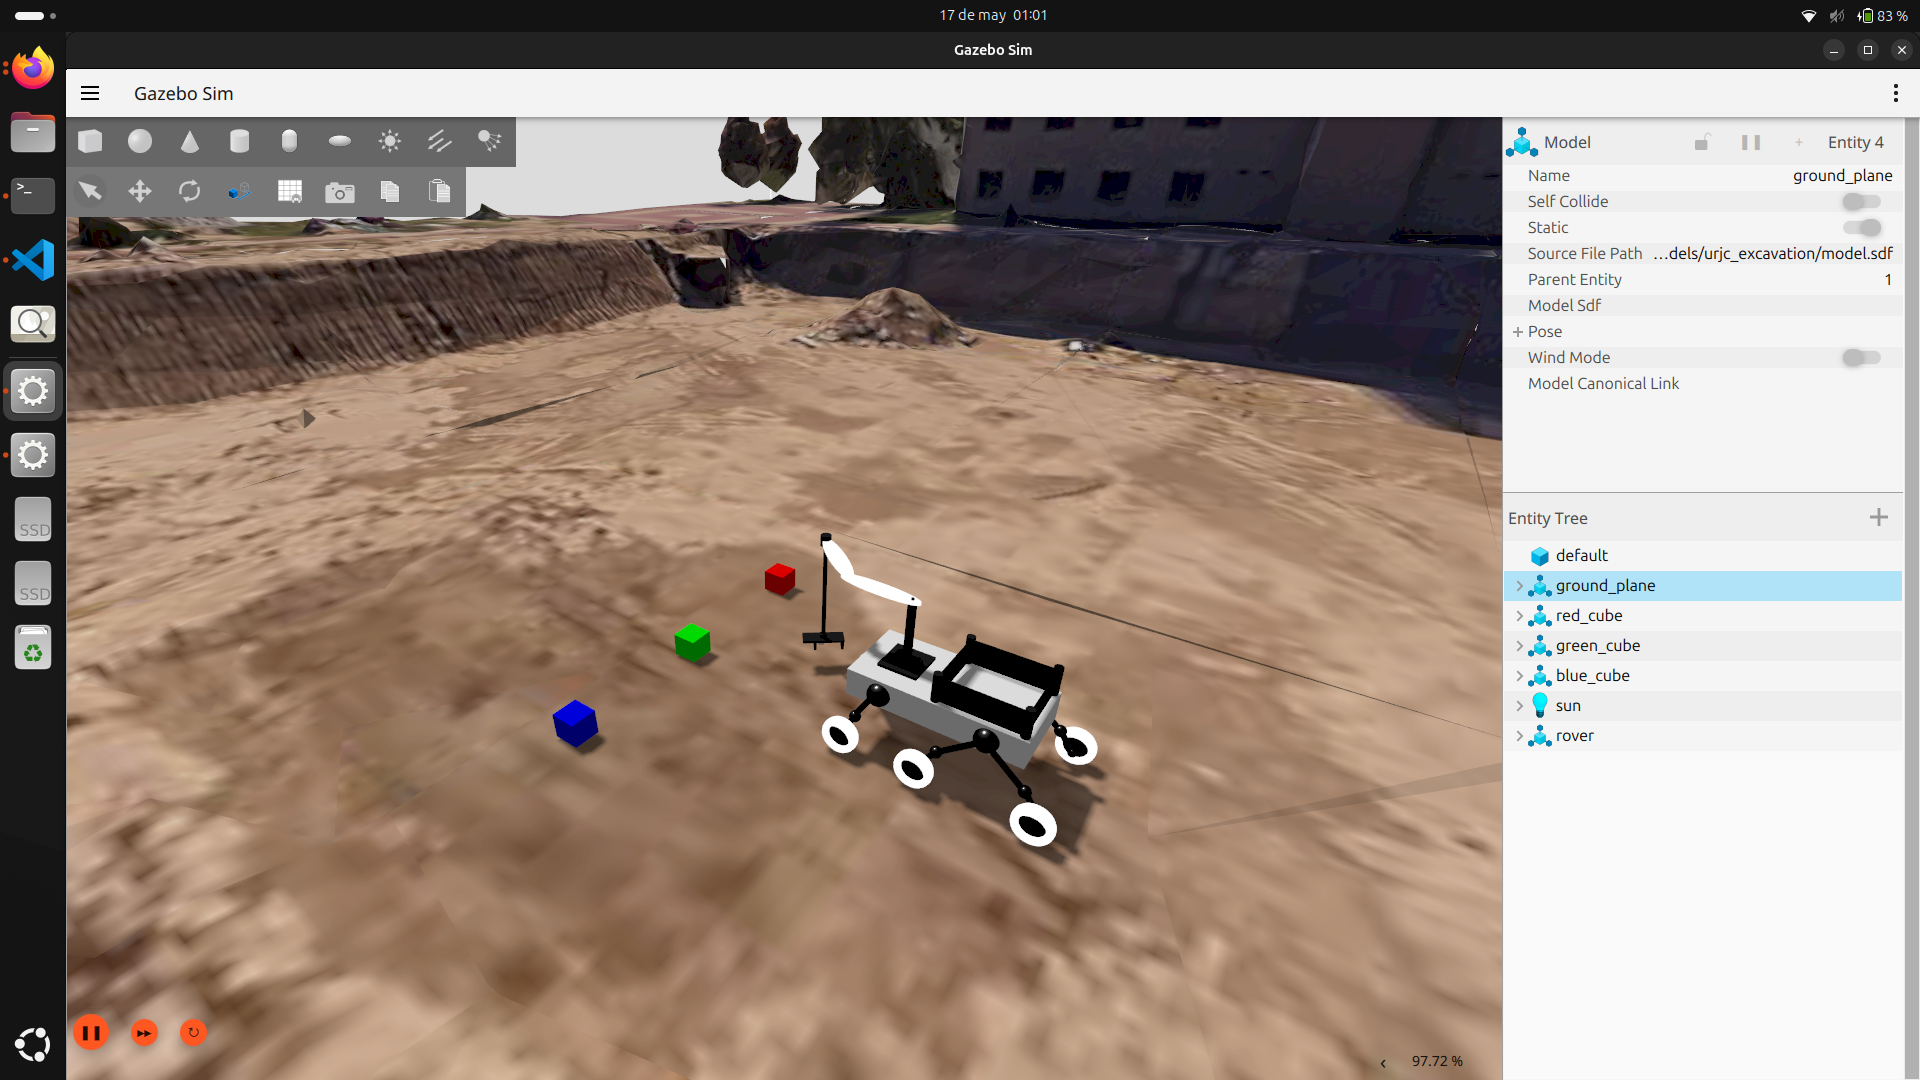 17 de may 01:01
83 %
Gazebo Sim
Gazebo Sim
Model
Entity 4
Name ground_plane
Self Collide
Static
Source File Path ...dels/urjc_excavation/model.sdf
Parent Entity 1
Model Sdf
+ Pose
Wind Mode
Model Canonical Link
Entity Tree
default
ground_plane
red_cube
green_cube
blue_cube
sun
rover
SSD
SSD
97.72 %